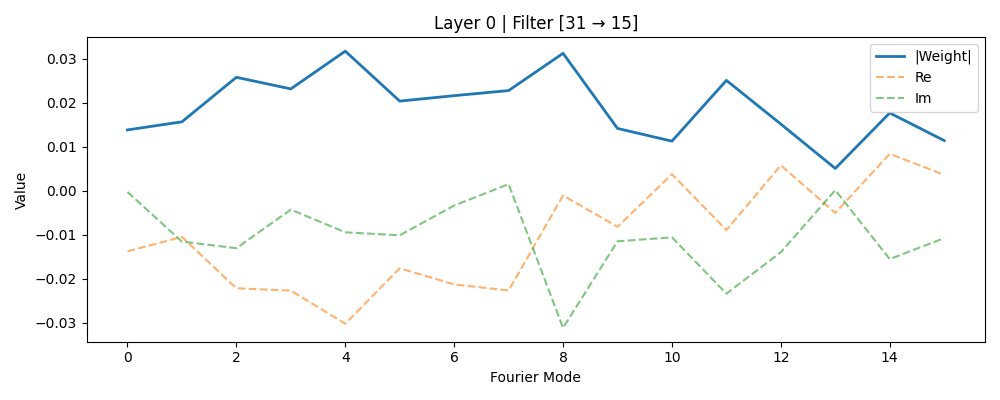 Layer 0 | Filter [31 → 15]
|Weight|
Re
Im
Value
0.03
0.02
0.01
0.00
−0.01
−0.02
−0.03
0 2 4 6 8 10 12 14
Fourier Mode